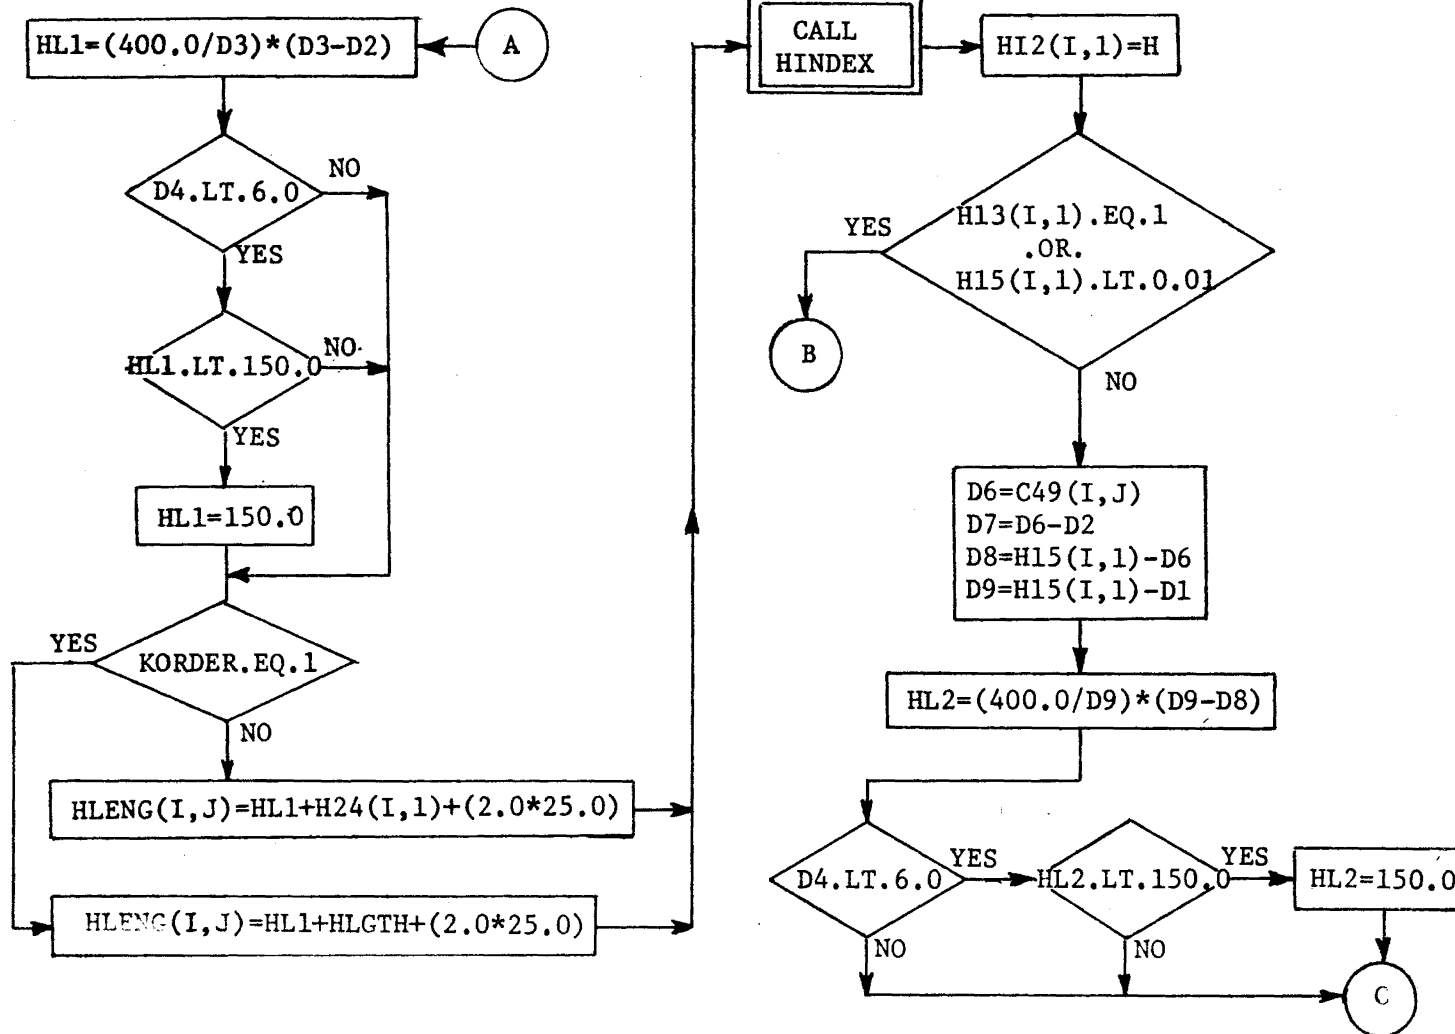 HL1=(400.0/D3)*(D3-D2)
A
D4.LT.6.0
NO
YES
HL1.LT.150.0
NO
YES
HL1=150.0
KORDER.EQ.1
YES
NO
HLENG(I,J)=HL1+H24(I,1)+(2.0*25.0)
HLENG(I,J)=HL1+HLGTH+(2.0*25.0)
CALL
HINDEX
HI2(I,1)=H
H13(I,1).EQ.1
.OR.
H15(I,1).LT.0.01
YES
B
NO
D6=C49(I,J)
D7=D6-D2
D8=H15(I,1)-D6
D9=H15(I,1)-D1
HL2=(400.0/D9)*(D9-D8)
D4.LT.6.0
YES
HL2.LT.150.0
YES
HL2=150.0
NO
NO
C